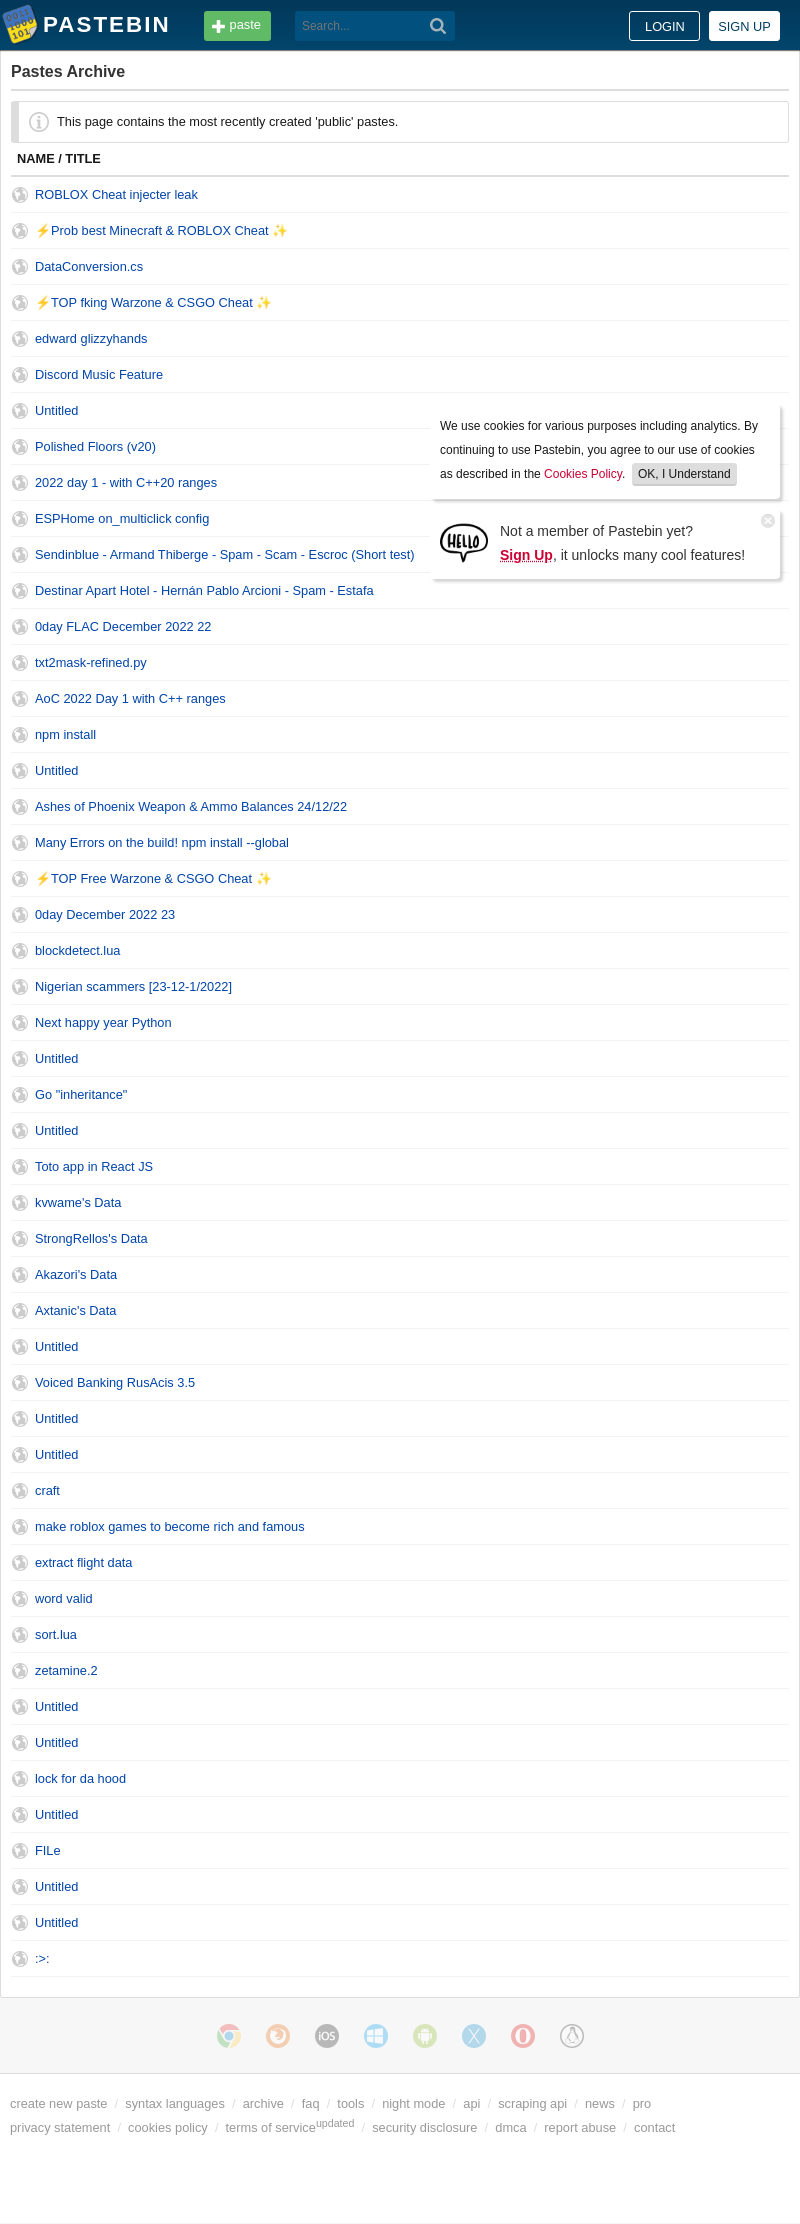 PASTEBIN paste Search... LOGIN SIGN UP
Pastes Archive
This page contains the most recently created 'public' pastes.
NAME / TITLE
ROBLOX Cheat injecter leak
⚡Prob best Minecraft & ROBLOX Cheat ✨
DataConversion.cs
⚡TOP fking Warzone & CSGO Cheat ✨
edward glizzyhands
Discord Music Feature
Untitled
Polished Floors (v20)
2022 day 1 - with C++20 ranges
ESPHome on_multiclick config
Sendinblue - Armand Thiberge - Spam - Scam - Escroc (Short test)
Destinar Apart Hotel - Hernán Pablo Arcioni - Spam - Estafa
We use cookies for various purposes including analytics. By
continuing to use Pastebin, you agree to our use of cookies
as described in the Cookies Policy. OK, I Understand
HELLO
Not a member of Pastebin yet?
Sign Up, it unlocks many cool features!
0day FLAC December 2022 22
txt2mask-refined.py
AoC 2022 Day 1 with C++ ranges
npm install
Untitled
Ashes of Phoenix Weapon & Ammo Balances 24/12/22
Many Errors on the build! npm install --global
⚡TOP Free Warzone & CSGO Cheat ✨
0day December 2022 23
blockdetect.lua
Nigerian scammers [23-12-1/2022]
Next happy year Python
Untitled
Go "inheritance"
Untitled
Toto app in React JS
kvwame's Data
StrongRellos's Data
Akazori's Data
Axtanic's Data
Untitled
Voiced Banking RusAcis 3.5
Untitled
Untitled
craft
make roblox games to become rich and famous
extract flight data
word valid
sort.lua
zetamine.2
Untitled
Untitled
lock for da hood
Untitled
FILe
Untitled
Untitled
:>:
iOS
create new paste / syntax languages / archive / faq / tools / night mode / api / scraping api / news / pro
privacy statement / cookies policy / terms of service updated / security disclosure / dmca / report abuse / contact